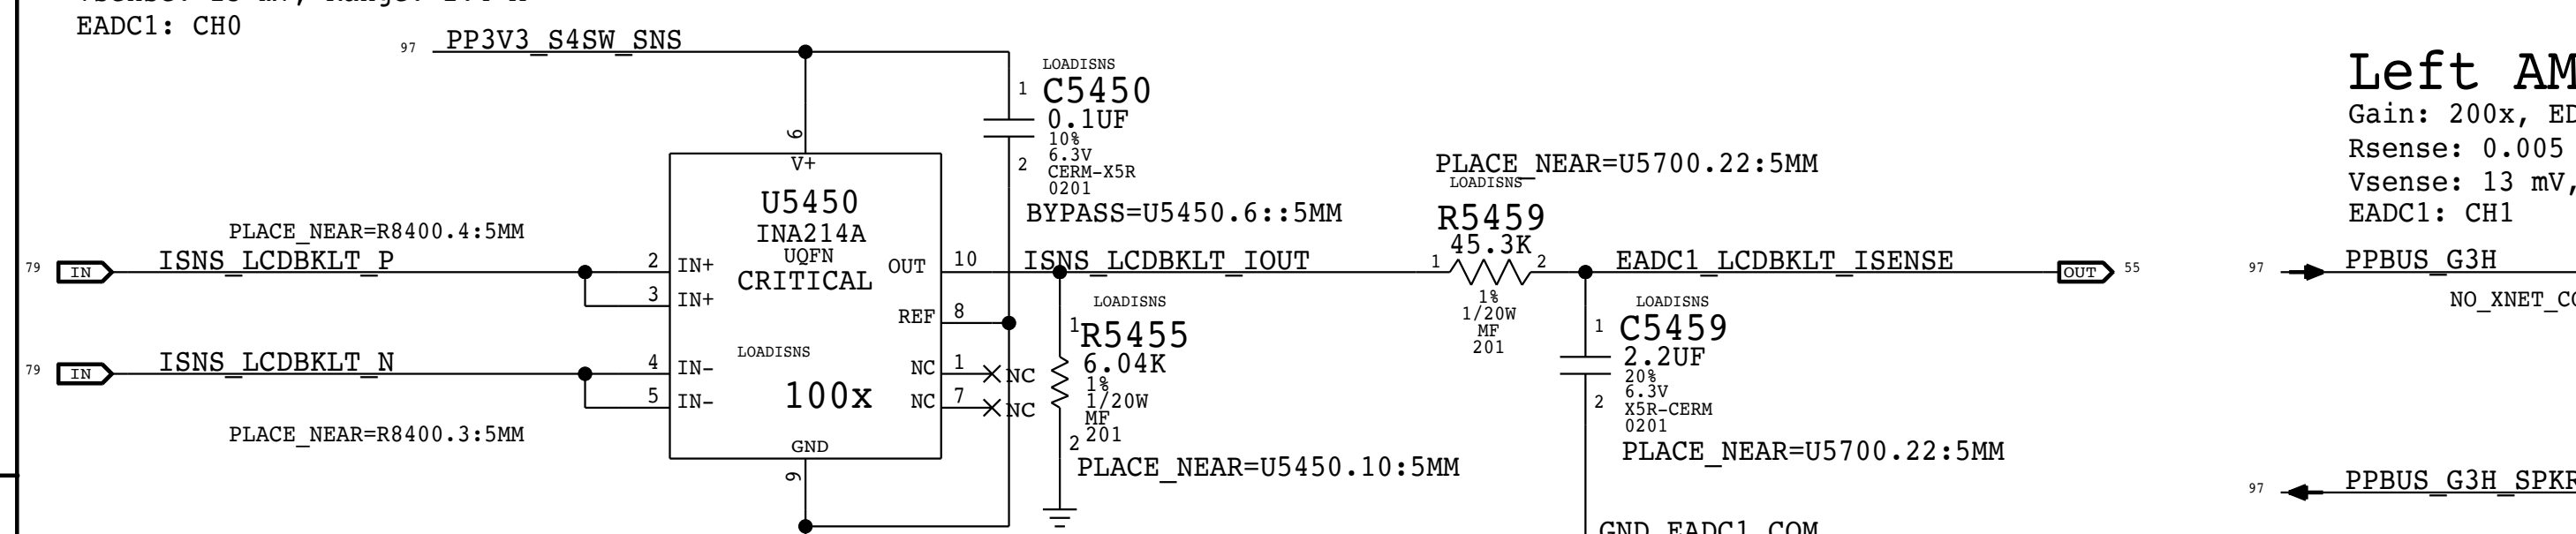 EADC1: CH0
97 PP3V3_S4SW_SNS
LOADISNS
1 C5450
0.1UF
10%
6.3V
2 CERM-X5R
0201
BYPASS=U5450.6::5MM
6
V+
U5450
INA214A
UQFN
CRITICAL
LOADISNS
100x
GND
9
PLACE_NEAR=R8400.4:5MM
79 IN ISNS_LCDBKLT_P
2 IN+
3 IN+
79 IN ISNS_LCDBKLT_N
4 IN-
5 IN-
PLACE_NEAR=R8400.3:5MM
OUT 10 ISNS_LCDBKLT_IOUT
REF 8
NC 1 NC
NC 7 NC
LOADISNS
1 R5455
6.04K
1%
1/20W
MF
2 201
PLACE_NEAR=U5450.10:5MM
PLACE_NEAR=U5700.22:5MM
LOADISNS
R5459
45.3K
1 2
1%
1/20W
MF
201
EADC1_LCDBKLT_ISENSE OUT 55
LOADISNS
1 C5459
2.2UF
20%
6.3V
2 X5R-CERM
0201
PLACE_NEAR=U5700.22:5MM
GND_EADC1_COM
Left AM
Gain: 200x, ED
Rsense: 0.005
Vsense: 13 mV,
EADC1: CH1
97 PPBUS_G3H
NO_XNET_CO
97 PPBUS_G3H_SPKR